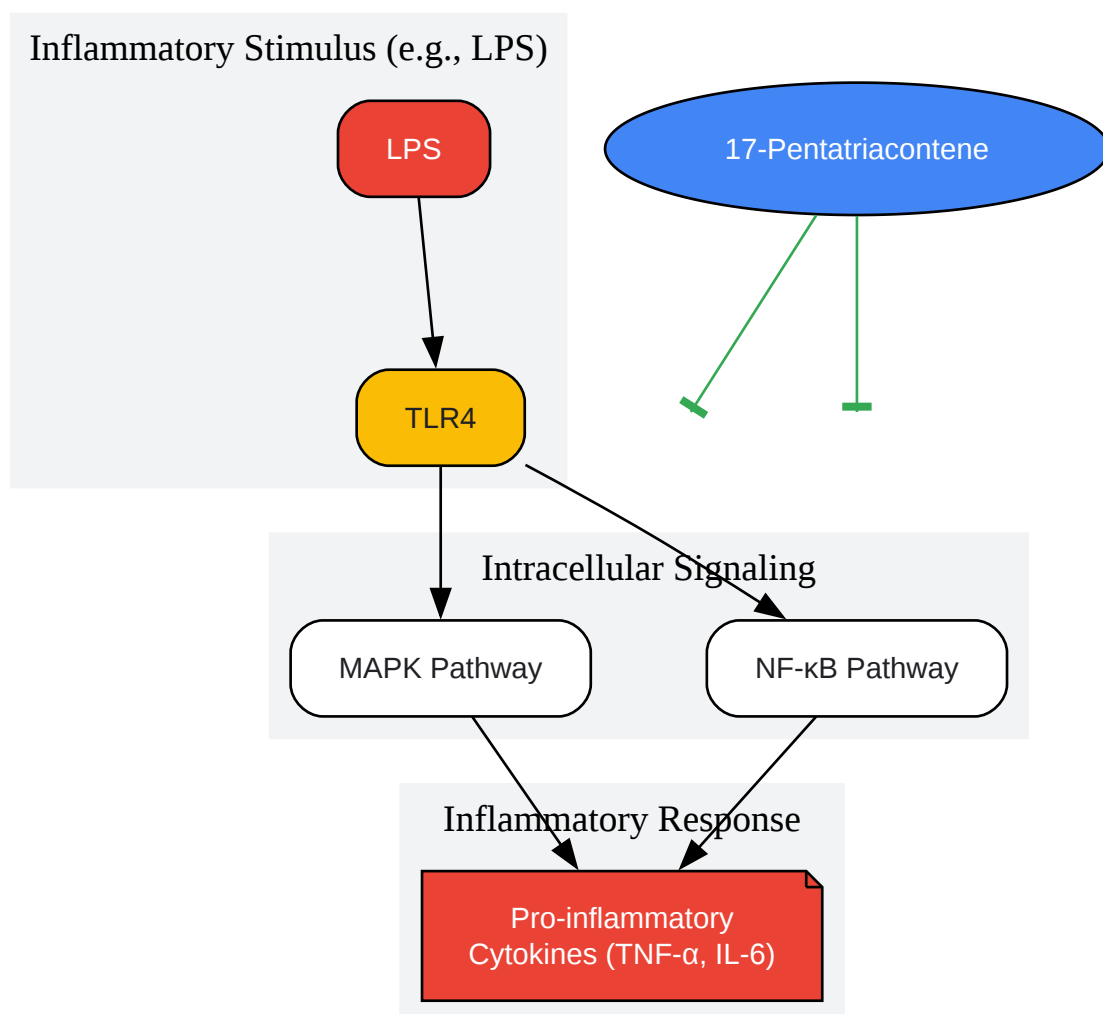 Inflammatory Stimulus (e.g., LPS)
LPS
17-Pentatriacontene
TLR4
Intracellular Signaling
MAPK Pathway
NF-κB Pathway
Inflammatory Response
Pro-inflammatory
Cytokines (TNF-α, IL-6)